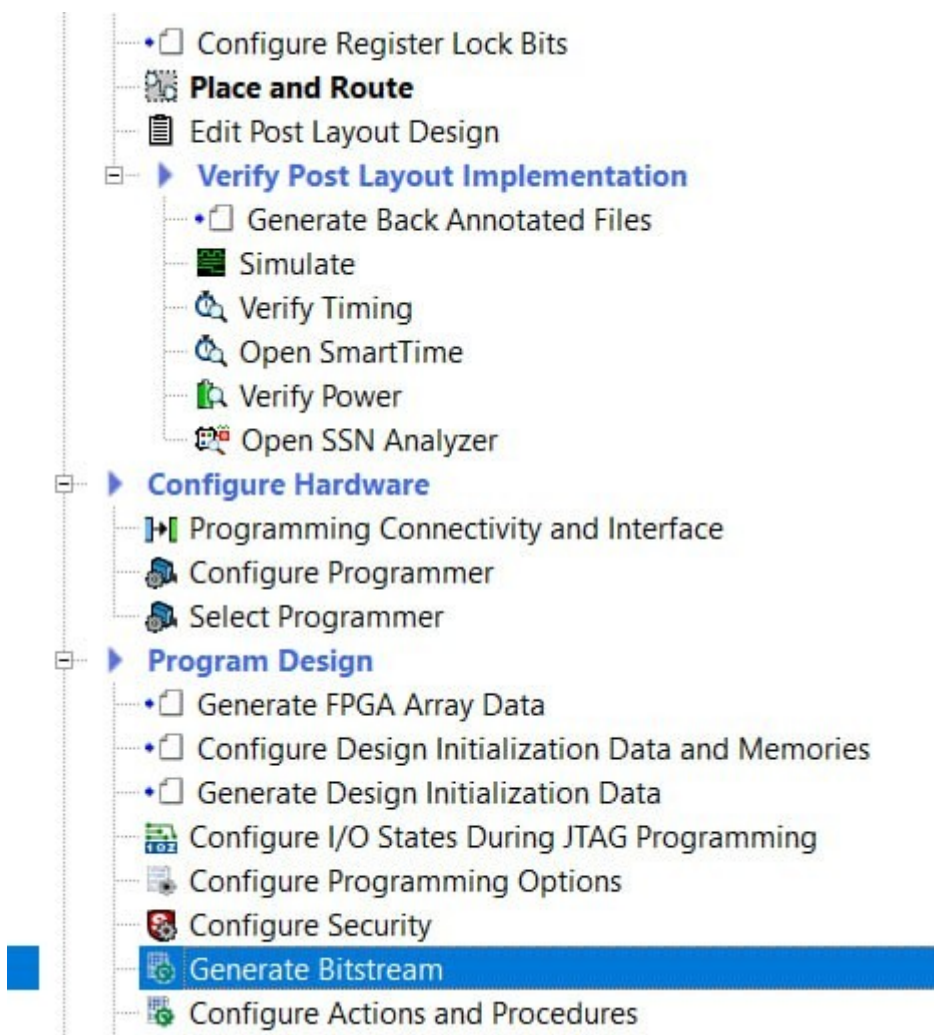 Configure Register Lock Bits
Place and Route
Edit Post Layout Design
Verify Post Layout Implementation
Generate Back Annotated Files
Simulate
Verify Timing
Open SmartTime
Verify Power
Open SSN Analyzer
Configure Hardware
Programming Connectivity and Interface
Configure Programmer
Select Programmer
Program Design
Generate FPGA Array Data
Configure Design Initialization Data and Memories
Generate Design Initialization Data
Configure I/O States During JTAG Programming
Configure Programming Options
Configure Security
Generate Bitstream
Configure Actions and Procedures